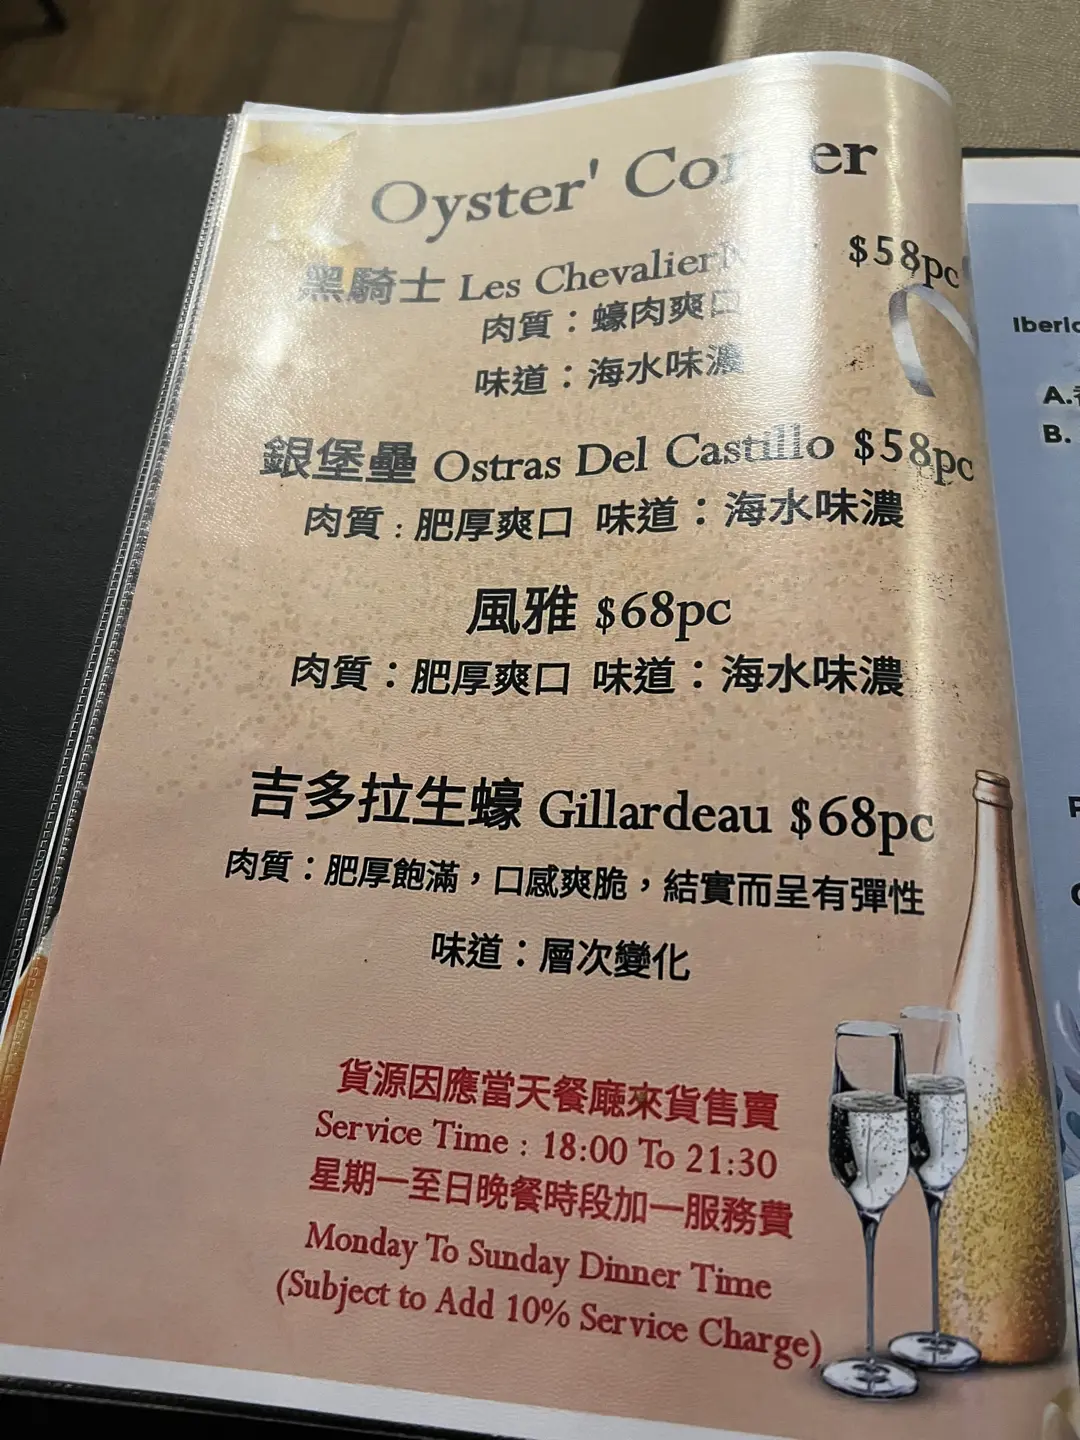 Oyster' Corner
黑騎士 Les Chevalier $58pc
肉質：蠔肉爽口
味道：海水味濃
銀堡壘 Ostras Del Castillo $58pc
肉質：肥厚爽口 味道：海水味濃
風雅 $68pc
肉質：肥厚爽口 味道：海水味濃
吉多拉生蠔 Gillardeau $68pc
肉質：肥厚飽滿，口感爽脆，結實而呈有彈性
味道：層次變化
貨源因應當天餐廳來貨售賣
Service Time : 18:00 To 21:30
星期一至日晚餐時段加一服務費
Monday To Sunday Dinner Time
(Subject to Add 10% Service Charge)
A.
B.